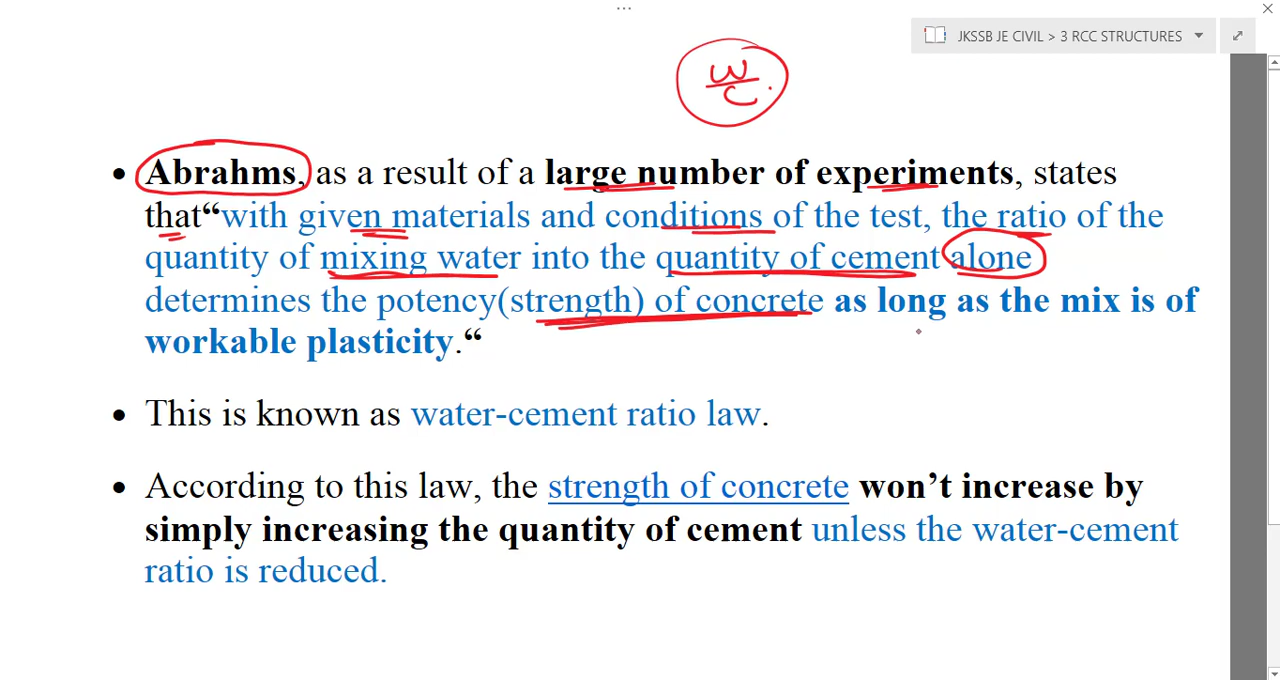 ...
JKSSB JE CIVIL > 3 RCC STRUCTURES
W
C
• Abrahms, as a result of a large number of experiments, states
that“with given materials and conditions of the test, the ratio of the
quantity of mixing water into the the quantity of cement alone
determines the potency(strength) of concrete as long as the mix is of
workable plasticity.“
• This is known as water-cement ratio law.
• According to this law, the strength of concrete won’t increase by
simply increasing the quantity of cement unless the water-cement
ratio is reduced.